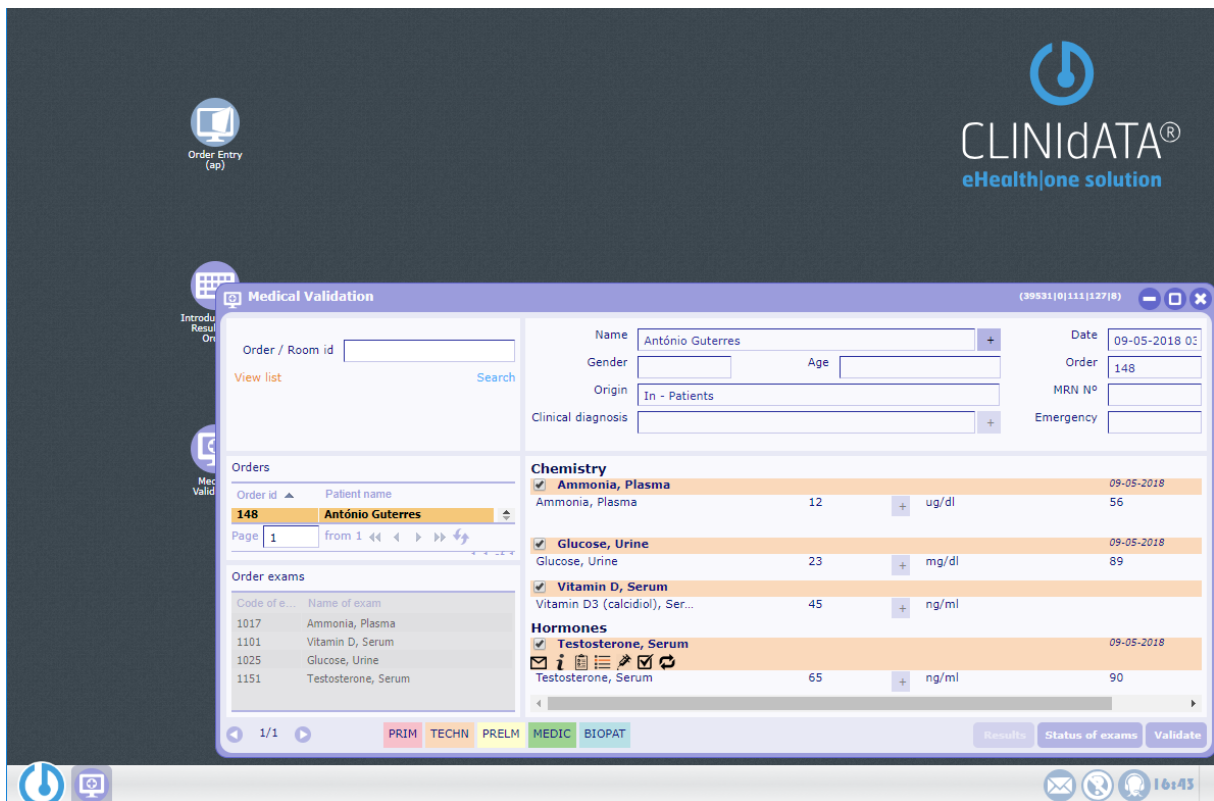 CLINIdATA®
eHealth|one solution
Order Entry
(ap)
Medical Validation
(39531|0|111|127|8)
Order / Room id
View list
Search
Name
António Guterres
+
Date
09-05-2018 03
Gender
Age
Order
148
Origin
In - Patients
MRN Nº
Clinical diagnosis
+
Emergency
Orders
Order id
Patient name
148
António Guterres
Page 1 from 1
Order exams
Code of e...
Name of exam
1017 Ammonia, Plasma
1101 Vitamin D, Serum
1025 Glucose, Urine
1151 Testosterone, Serum
Chemistry
Ammonia, Plasma 09-05-2018
Ammonia, Plasma 12 + ug/dl 56
Glucose, Urine 09-05-2018
Glucose, Urine 23 + mg/dl 89
Vitamin D, Serum
Vitamin D3 (calcidiol), Ser... 45 + ng/ml
Hormones
Testosterone, Serum 09-05-2018
Testosterone, Serum 65 + ng/ml 90
1/1
PRIM TECHN PRELM MEDIC BIOPAT
Results Status of exams Validate
16:43